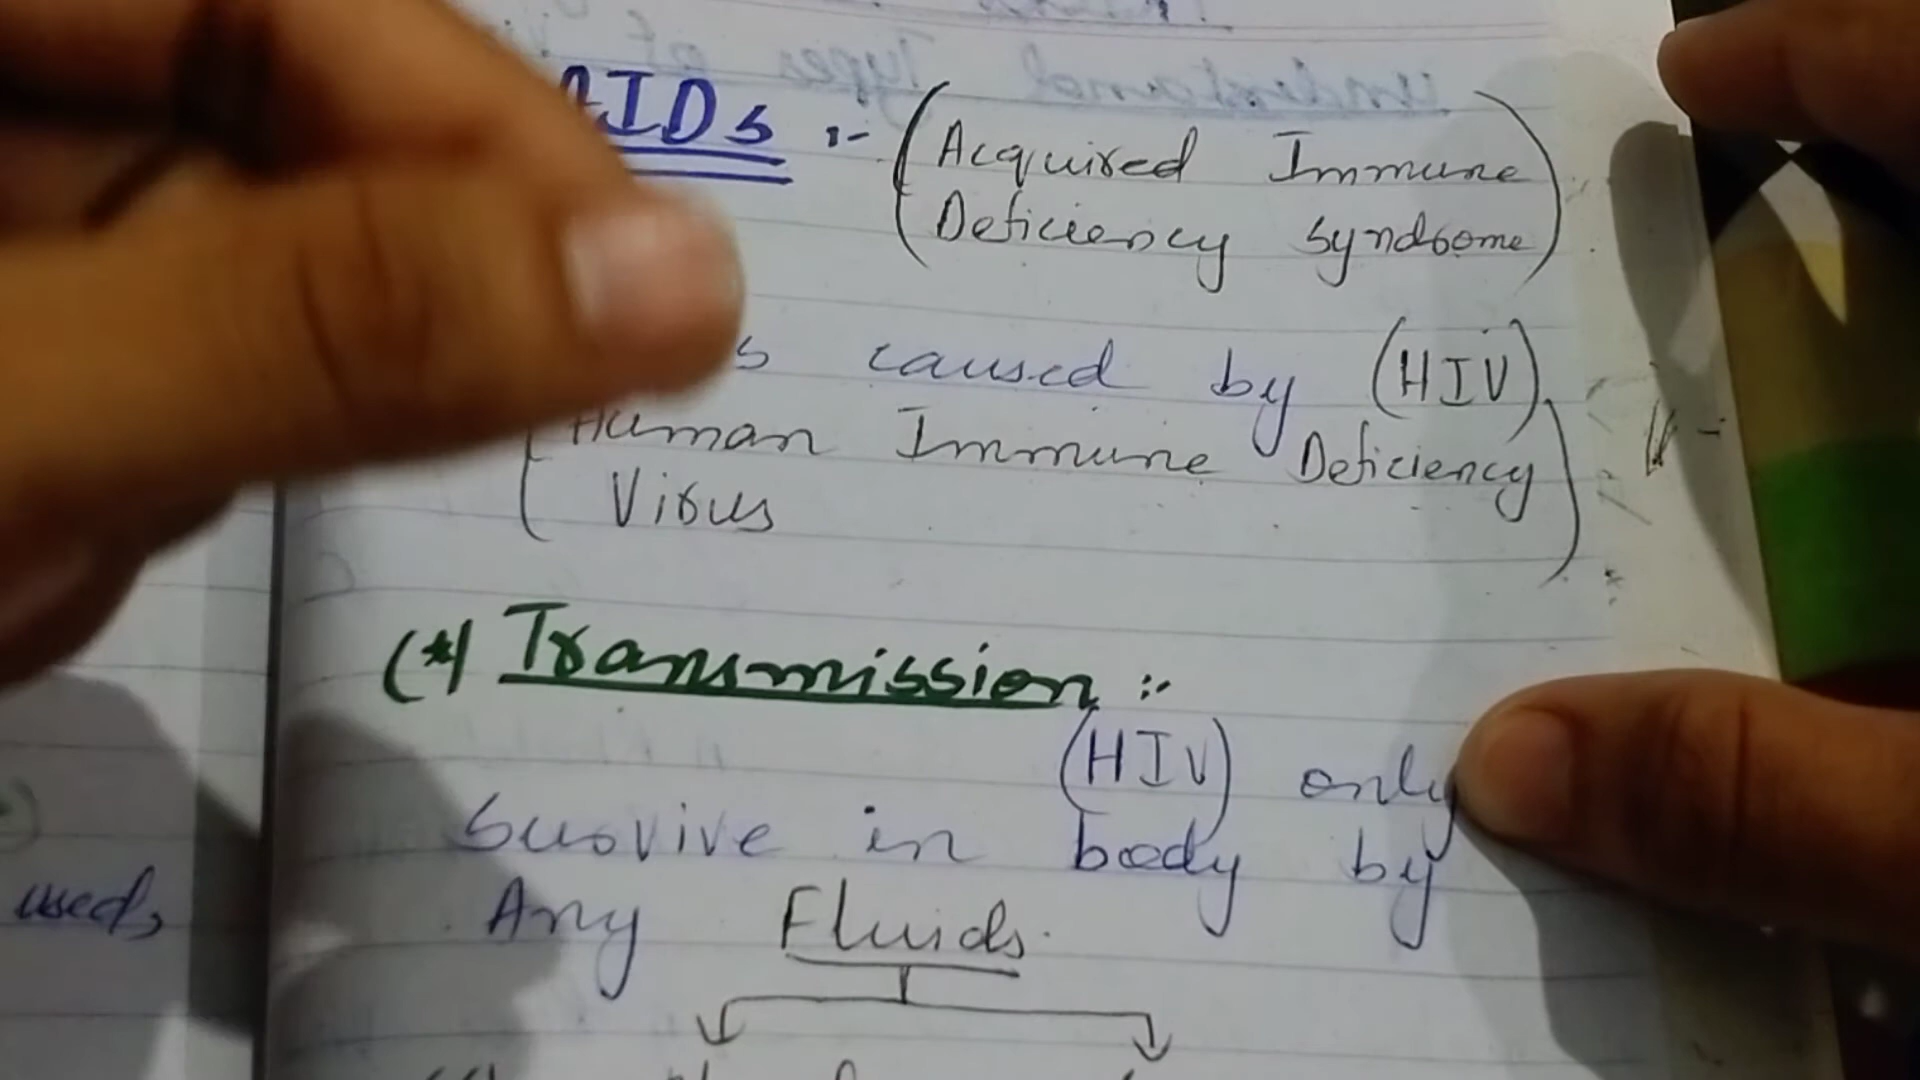 AIDs :- (Acquired Immune
Deficiency Syndrome)
caused by (HIV)
(Human Immune Deficiency
Virus)
(*) Transmission :-
(HIV) only
Survive in body by
Any Fluids.
used,